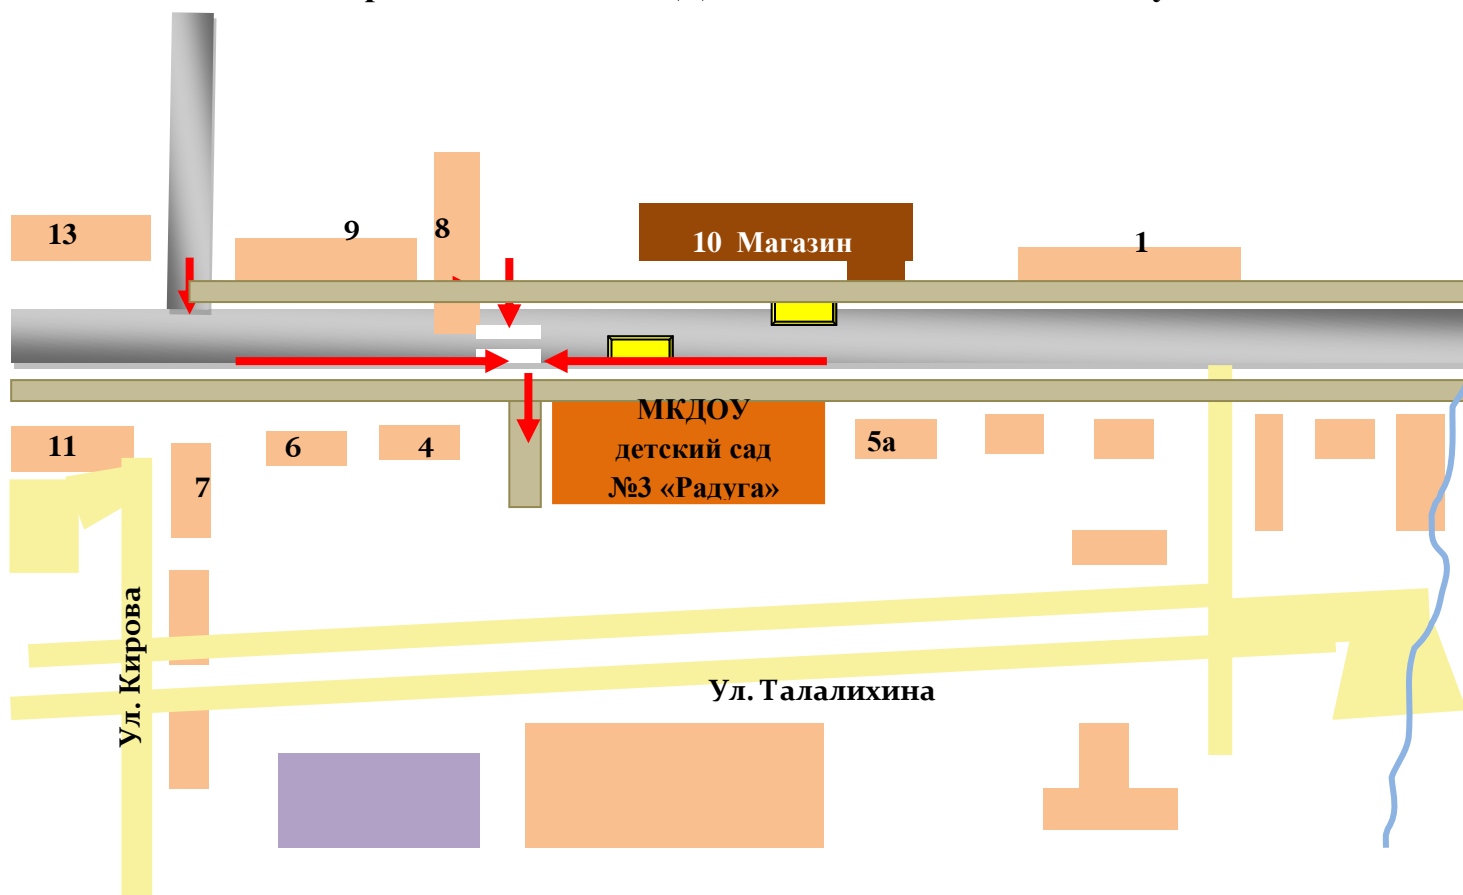 13
9
8
10 Магазин
1
МКДОУ
детский сад
№3 «Радуга»
11
6
4
5а
7
Ул. Кирова
Ул. Талалихина